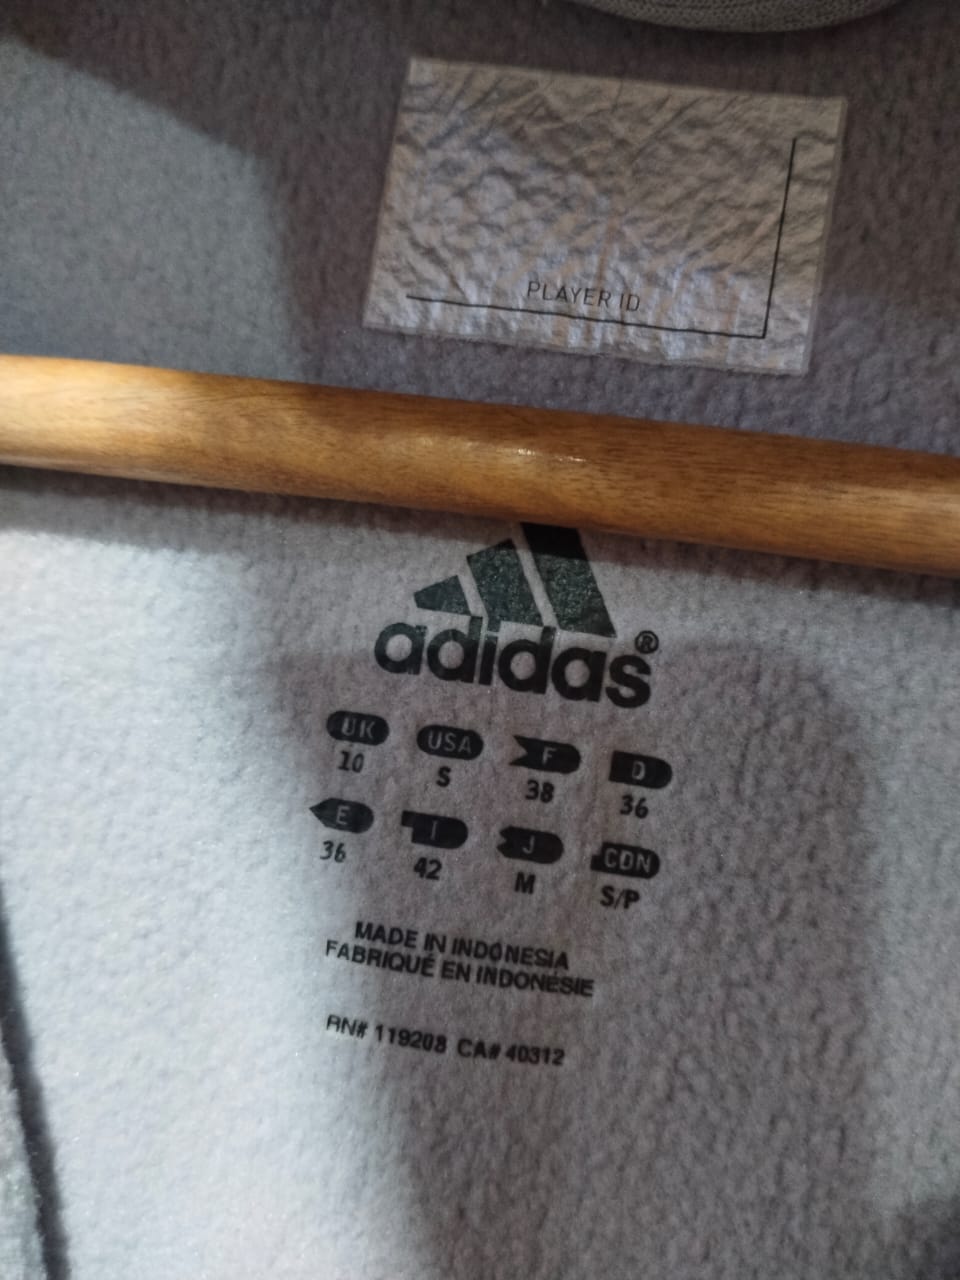 PLAYER ID
adidas®
UK USA F D
10 S 38 36
E I J CDN
36 42 M S/P
MADE IN INDONESIA
FABRIQUÉ EN INDONÉSIE
RN# 119208 CA# 40312